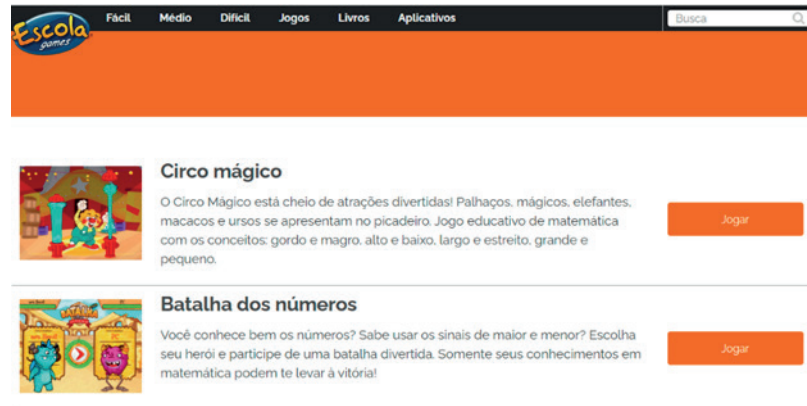 Escola
games
Fácil Médio Difícil Jogos Livros Aplicativos
Busca
Circo mágico
O Circo Mágico está cheio de atrações divertidas! Palhaços, mágicos, elefantes,
macacos e ursos se apresentam no picadeiro. Jogo educativo de matemática
com os conceitos: gordo e magro, alto e baixo, largo e estreito, grande e
pequeno.
Jogar
BATALHA
PC
Batalha dos números
Você conhece bem os números? Sabe usar os sinais de maior e menor? Escolha
seu herói e participe de uma batalha divertida. Somente seus conhecimentos em
matemática podem te levar à vitória!
Jogar